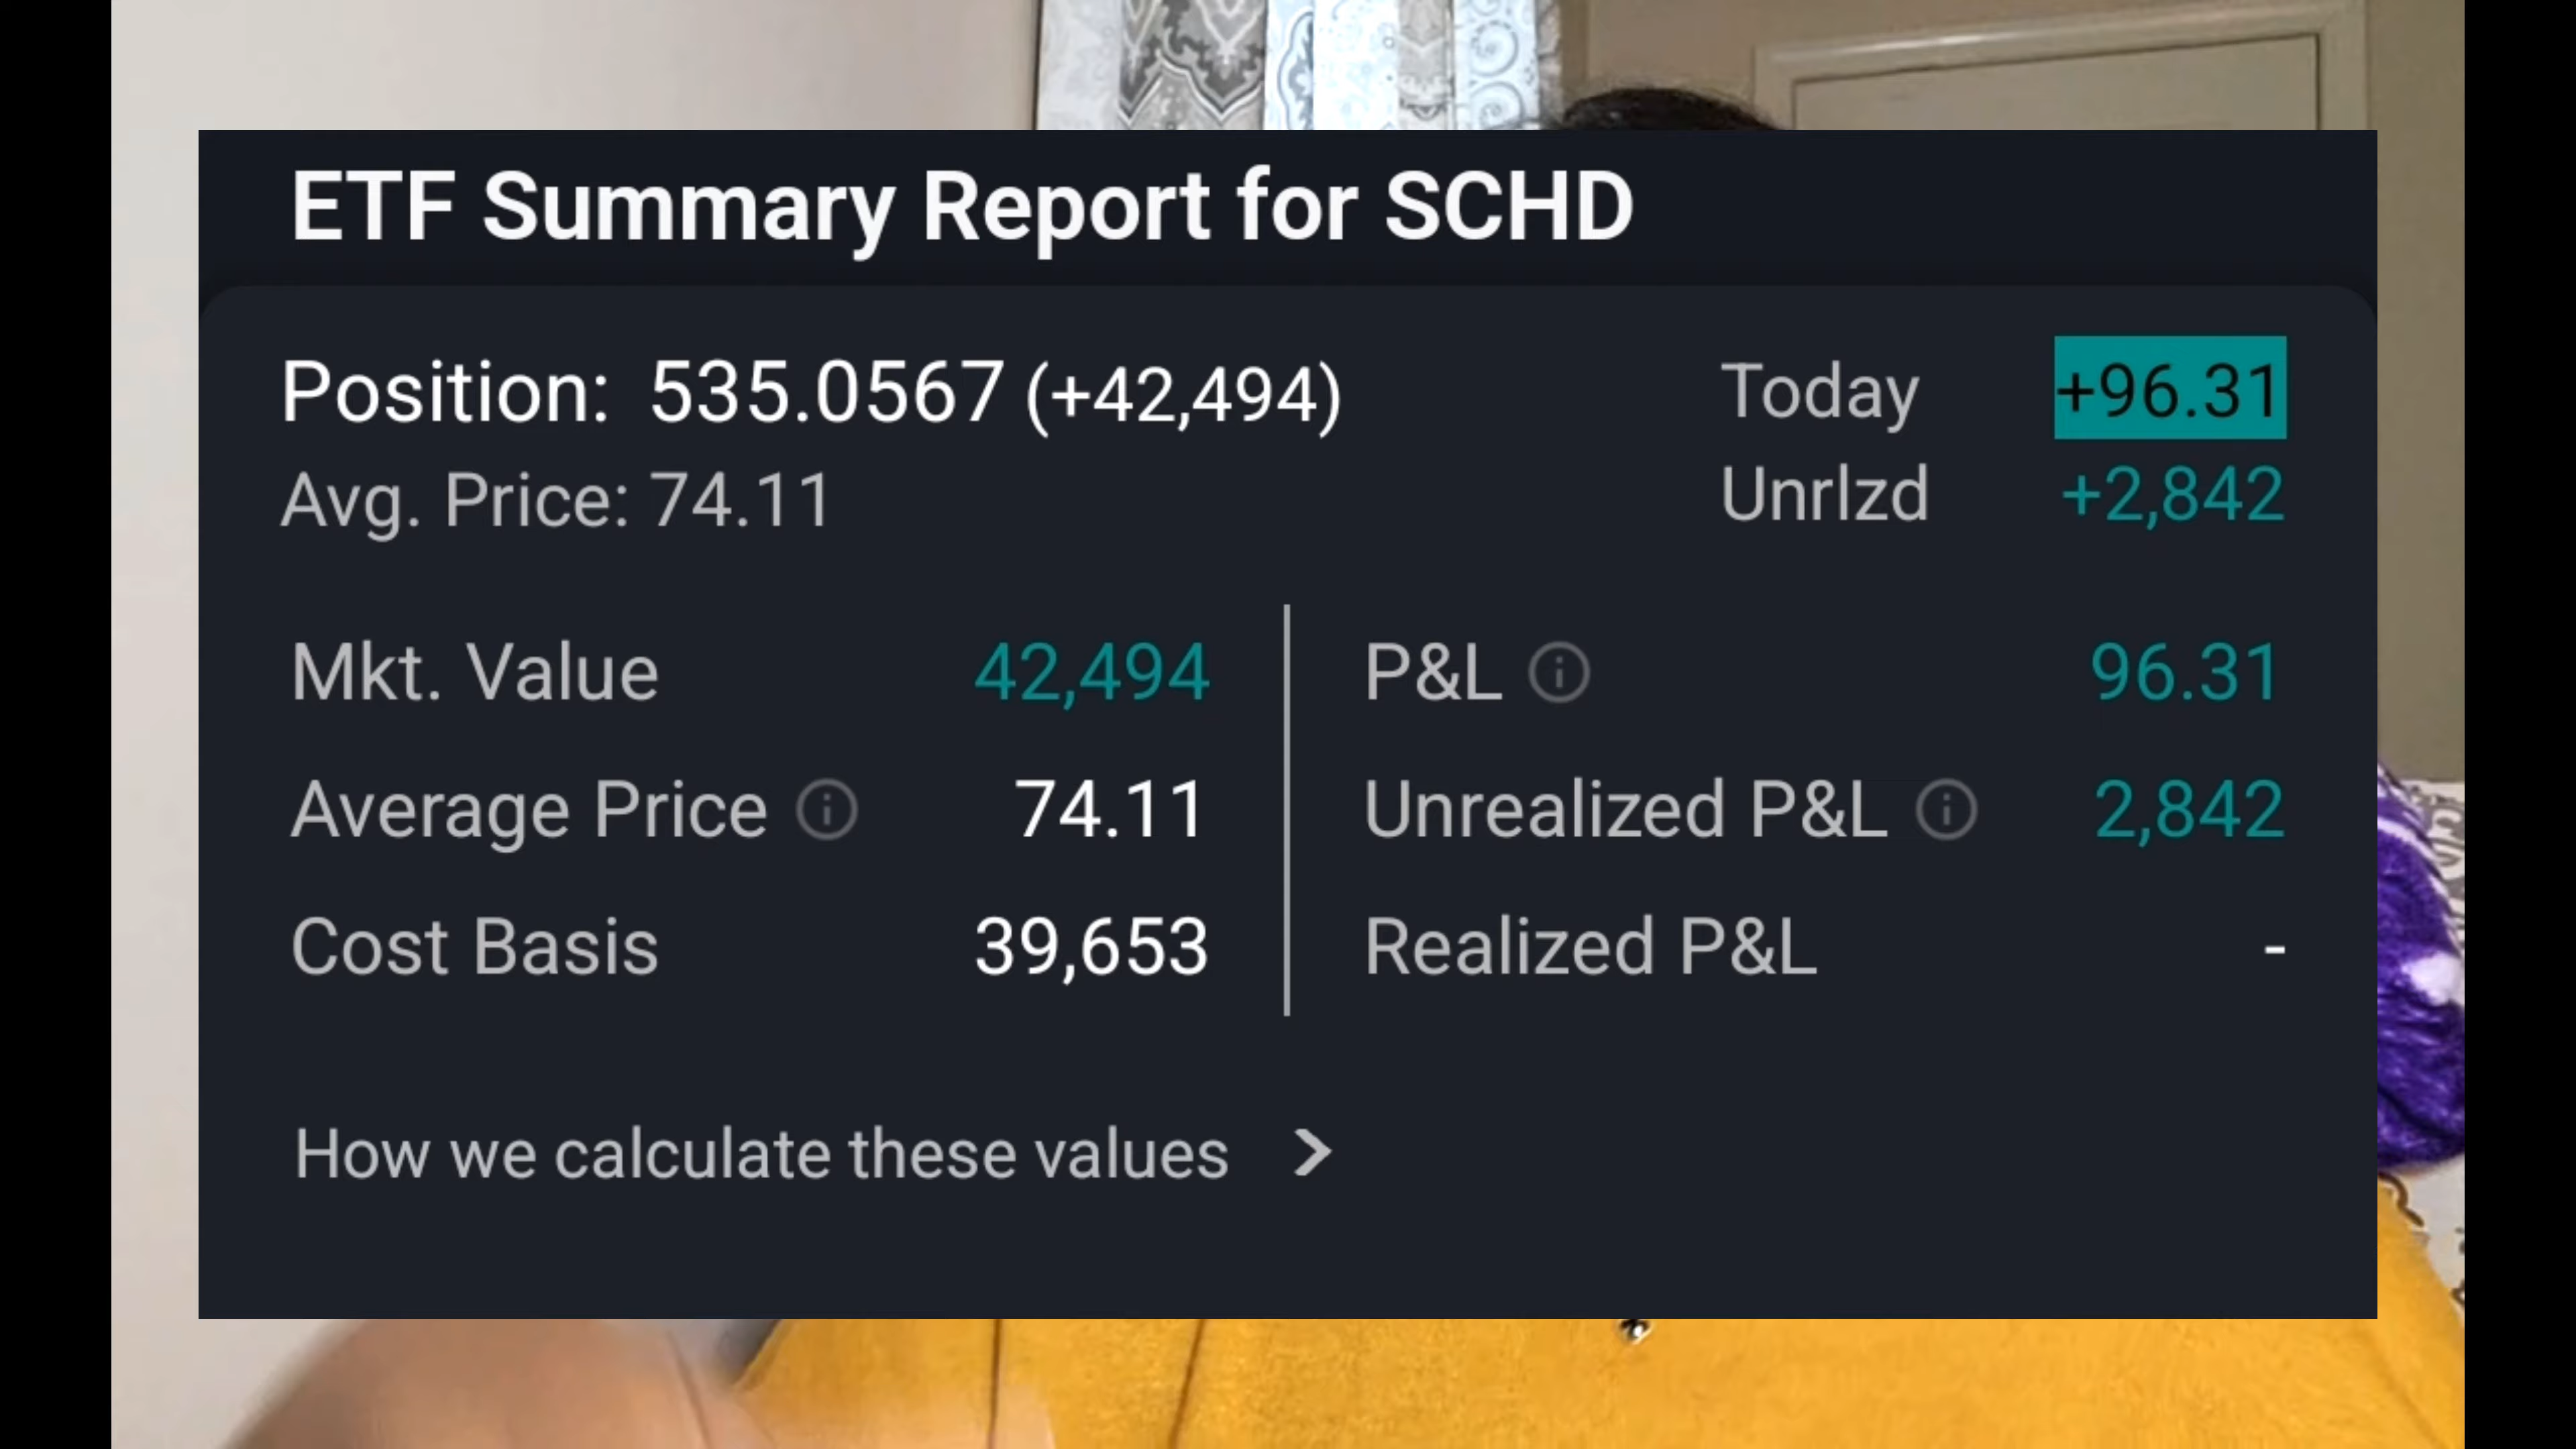 ETF Summary Report for SCHD
Position: 535.0567 (+42,494) Today +96.31
Avg. Price: 74.11 Unrlzd +2,842
Mkt. Value 42,494 P&L 96.31
Average Price 74.11 Unrealized P&L 2,842
Cost Basis 39,653 Realized P&L -
How we calculate these values >